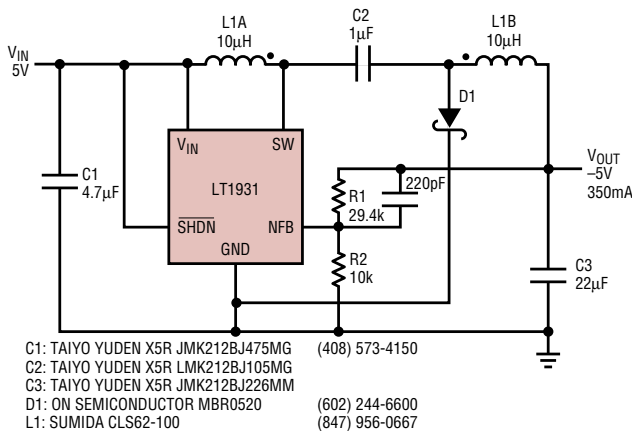 L1A
10µH
C2
1µF
L1B
10µH
VIN
5V
D1
VIN
SW
LT1931
SHDN
NFB
GND
C1
4.7µF
R1
29.4k
220pF
R2
10k
VOUT
–5V
350mA
C3
22µF
C1: TAIYO YUDEN X5R JMK212BJ475MG (408) 573-4150
C2: TAIYO YUDEN X5R LMK212BJ105MG
C3: TAIYO YUDEN X5R JMK212BJ226MM
D1: ON SEMICONDUCTOR MBR0520 (602) 244-6600
L1: SUMIDA CLS62-100 (847) 956-0667